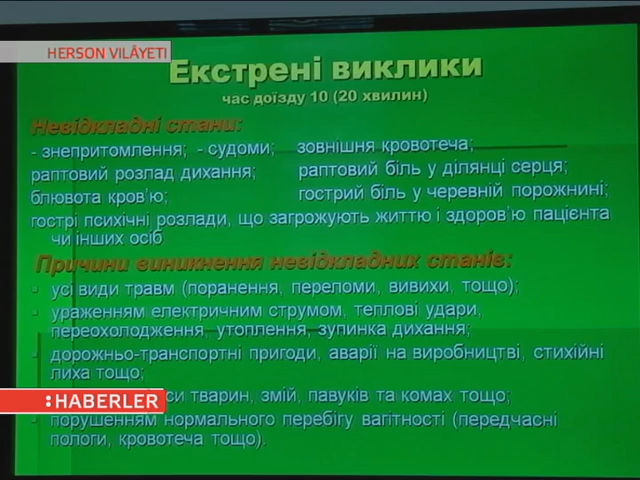 HERSON VILÂYETI
Екстрені виклики
час доїзду 10 (20 хвилин)
Невідкладні стани:
- знепритомлення; - судоми; зовнішня кровотеча;
раптовий розлад дихання; раптовий біль у ділянці серця;
блювота кров’ю; гострий біль у черевній порожнині;
гострі психічні розлади, що загрожують життю і здоров’ю пацієнта
чи інших осіб
Причини виникнення невідкладних станів:
- усі види травм (поранення, переломи, вивихи, тощо);
- ураженням електричним струмом, теплові удари,
переохолодження, утоплення, зупинка дихання;
- дорожньо-транспортні пригоди, аварії на виробництві, стихійні
лиха тощо;
:HABERLER
си тварин, змій, павуків та комах тощо;
- порушенням нормального перебігу вагітності (передчасні
пологи, кровотеча тощо).